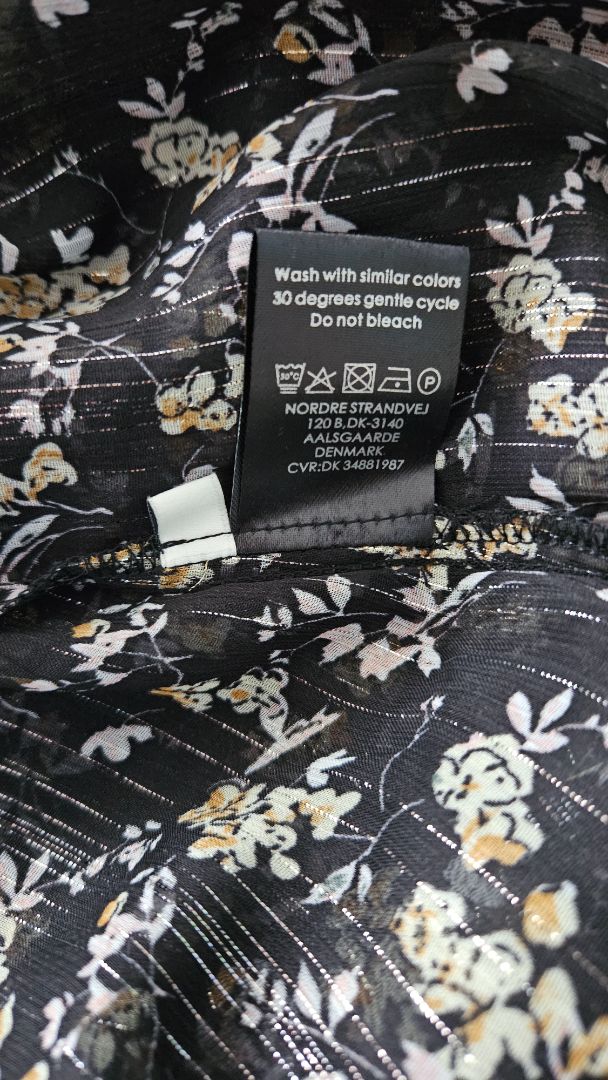 Wash with similar colors
30 degrees gentle cycle
Do not bleach
30°C P
NORDRE STRANDVEJ
120 B,DK-3140
AALSGAARDE
DENMARK
CVR:DK 34881987